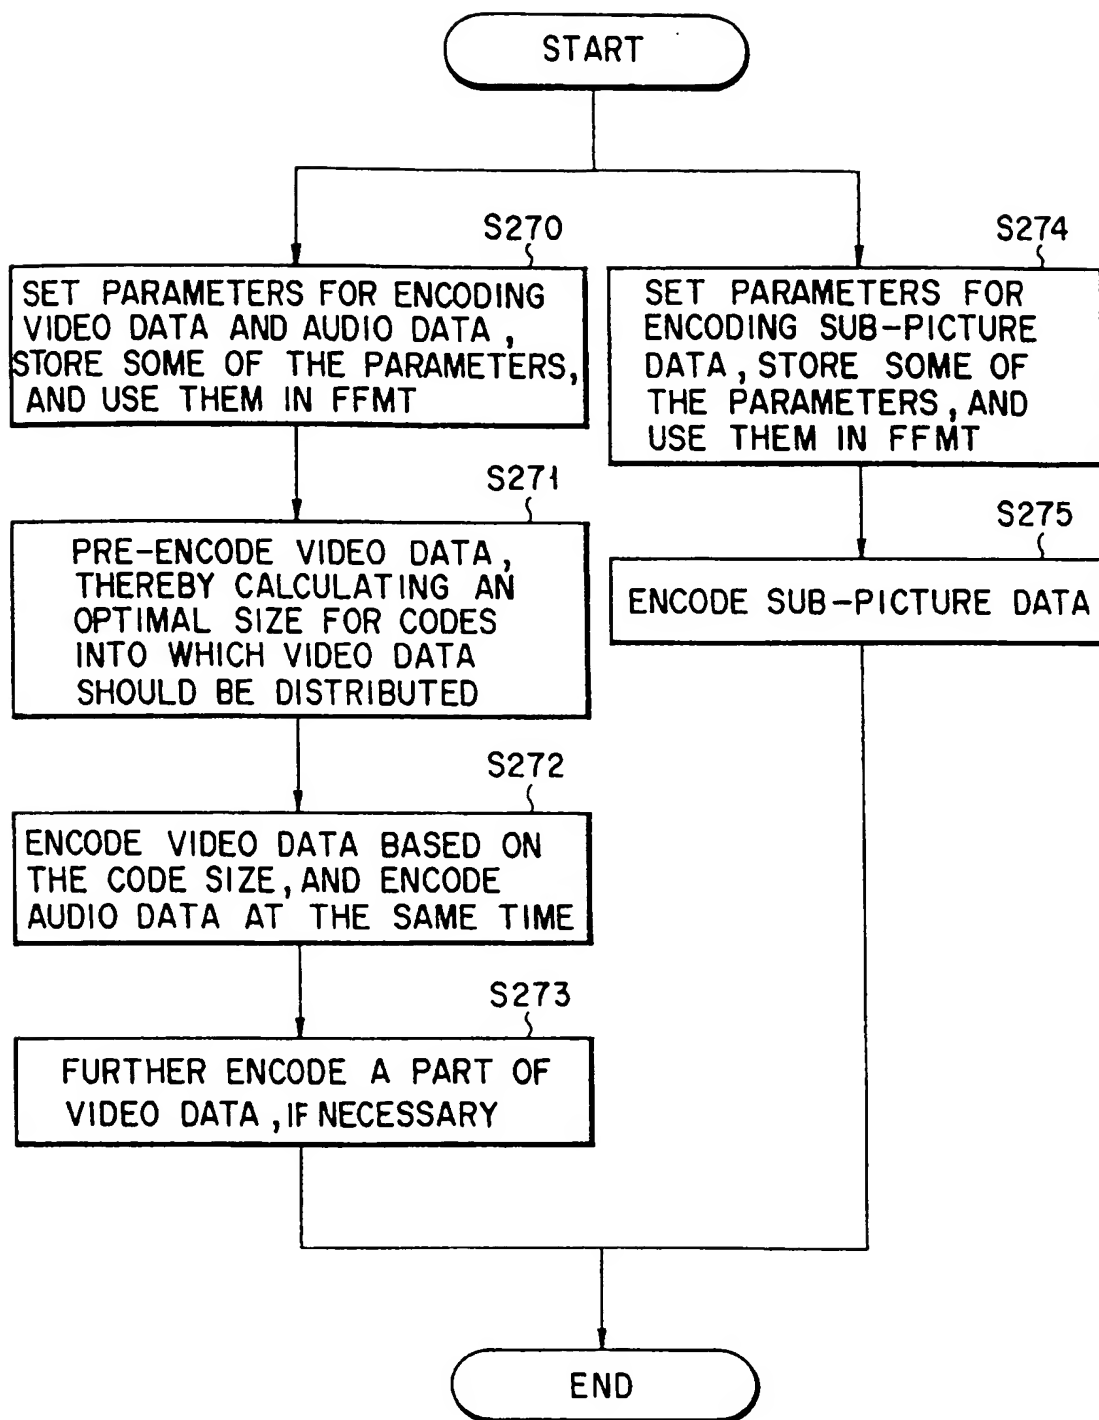 START
S270
SET PARAMETERS FOR ENCODING
VIDEO DATA AND AUDIO DATA,
STORE SOME OF THE PARAMETERS,
AND USE THEM IN FFMT
S271
PRE-ENCODE VIDEO DATA,
THEREBY CALCULATING AN
OPTIMAL SIZE FOR CODES
INTO WHICH VIDEO DATA
SHOULD BE DISTRIBUTED
S272
ENCODE VIDEO DATA BASED ON
THE CODE SIZE, AND ENCODE
AUDIO DATA AT THE SAME TIME
S273
FURTHER ENCODE A PART OF
VIDEO DATA, IF NECESSARY
S274
SET PARAMETERS FOR
ENCODING SUB-PICTURE
DATA, STORE SOME OF
THE PARAMETERS, AND
USE THEM IN FFMT
S275
ENCODE SUB-PICTURE DATA
END